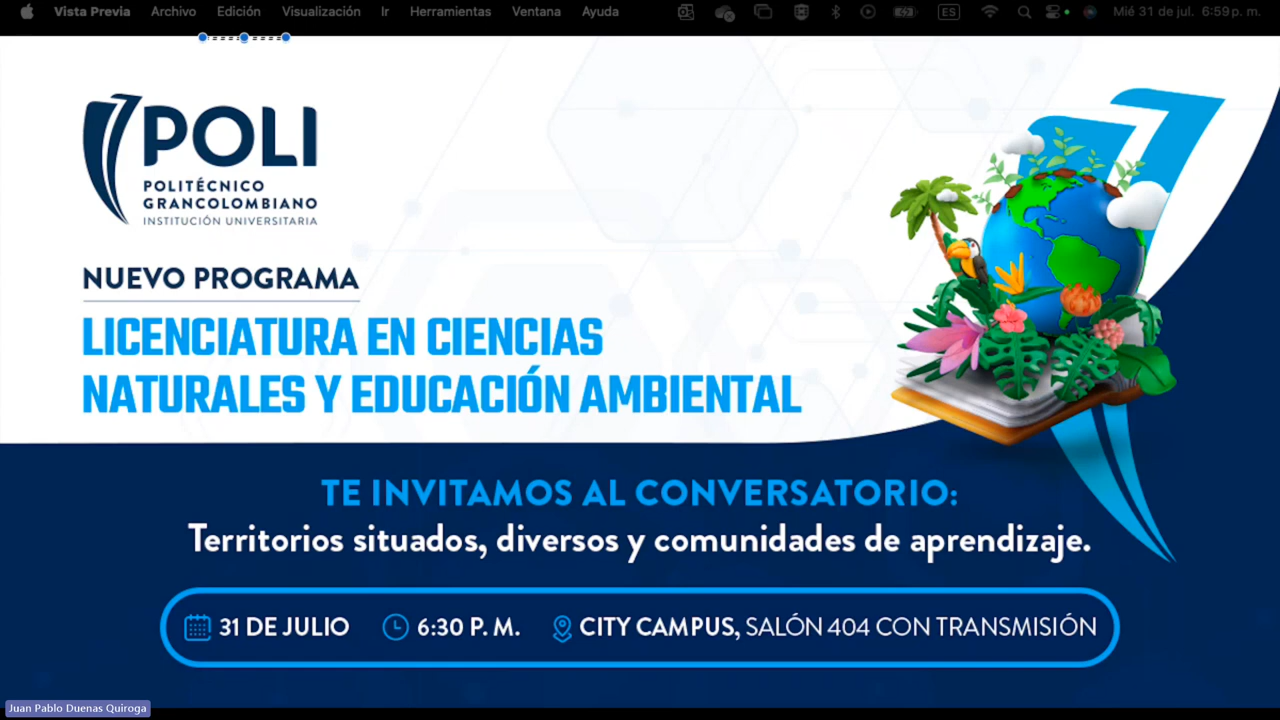 Vista Previa Archivo Edición Visualización Ir Herramientas Ventana Ayuda ES Mié 31 de jul. 6:59 p. m.
POLI
POLITÉCNICO
GRANCOLOMBIANO
INSTITUCIÓN UNIVERSITARIA
NUEVO PROGRAMA
LICENCIATURA EN CIENCIAS
NATURALES Y EDUCACIÓN AMBIENTAL
TE INVITAMOS AL CONVERSATORIO:
Territorios situados, diversos y comunidades de aprendizaje.
31 DE JULIO 6:30 P. M. CITY CAMPUS, SALÓN 404 CON TRANSMISIÓN
Juan Pablo Duenas Quiroga